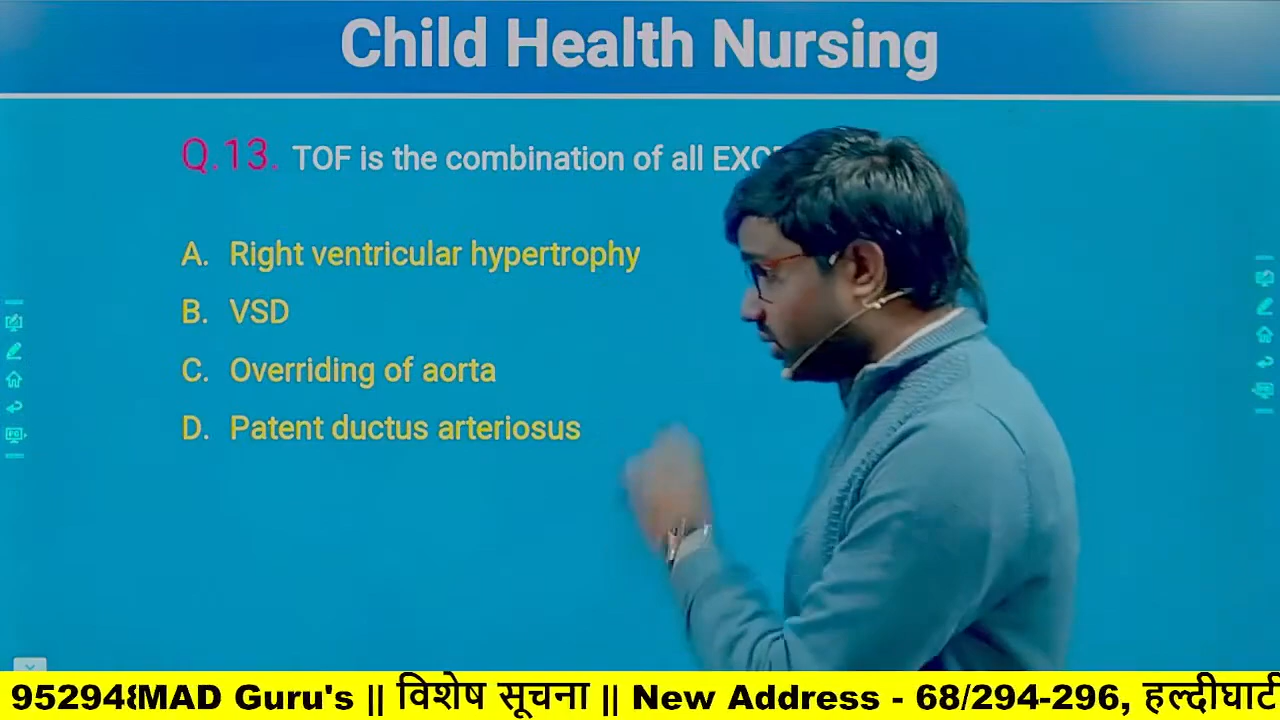 Child Health Nursing
Q.13. TOF is the combination of all
A. Right ventricular hypertrophy
B. VSD
C. Overriding of aorta
D. Patent ductus arteriosus
MAD Guru's || विशेष सूचना || New Address - 68/294-296, हल्दीघाटी